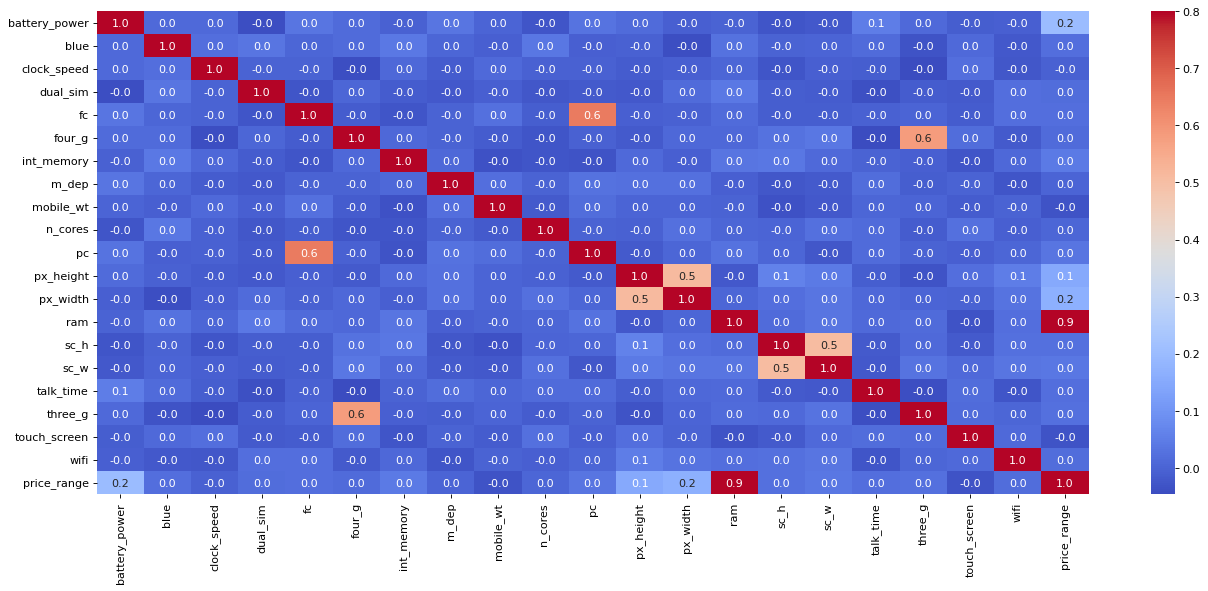 battery_power 1.0 0.0 0.0 -0.0 0.0 0.0 -0.0 0.0 0.0 -0.0 0.0 0.0 -0.0 -0.0 -0.0 -0.0 0.1 0.0 -0.0 -0.0 0.2 0.8
blue 0.0 1.0 0.0 0.0 0.0 0.0 0.0 0.0 -0.0 0.0 -0.0 -0.0 -0.0 0.0 -0.0 0.0 0.0 -0.0 0.0 -0.0 0.0
clock_speed 0.0 0.0 1.0 -0.0 -0.0 -0.0 0.0 -0.0 0.0 -0.0 -0.0 -0.0 -0.0 0.0 -0.0 -0.0 -0.0 -0.0 0.0 -0.0 -0.0
dual_sim -0.0 0.0 -0.0 1.0 -0.0 0.0 -0.0 -0.0 -0.0 -0.0 -0.0 -0.0 0.0 0.0 -0.0 -0.0 -0.0 -0.0 -0.0 0.0 0.0 0.7
fc 0.0 0.0 -0.0 -0.0 1.0 -0.0 -0.0 -0.0 0.0 -0.0 0.6 -0.0 -0.0 0.0 -0.0 -0.0 -0.0 0.0 -0.0 0.0 0.0
four_g 0.0 0.0 -0.0 0.0 -0.0 1.0 0.0 -0.0 -0.0 -0.0 -0.0 -0.0 0.0 0.0 0.0 0.0 -0.0 0.6 0.0 -0.0 0.0 0.6
int_memory -0.0 0.0 0.0 -0.0 -0.0 0.0 1.0 0.0 -0.0 -0.0 -0.0 0.0 -0.0 0.0 0.0 0.0 -0.0 -0.0 -0.0 0.0 0.0
m_dep 0.0 0.0 -0.0 -0.0 -0.0 -0.0 0.0 1.0 0.0 -0.0 0.0 0.0 0.0 -0.0 -0.0 -0.0 0.0 -0.0 -0.0 -0.0 0.0 0.5
mobile_wt 0.0 -0.0 0.0 -0.0 0.0 -0.0 -0.0 0.0 1.0 -0.0 0.0 0.0 0.0 -0.0 -0.0 -0.0 0.0 0.0 -0.0 -0.0 -0.0
n_cores -0.0 0.0 -0.0 -0.0 -0.0 -0.0 -0.0 -0.0 -0.0 1.0 -0.0 -0.0 0.0 0.0 -0.0 0.0 0.0 -0.0 0.0 -0.0 0.0 0.4
pc 0.0 -0.0 -0.0 -0.0 0.6 -0.0 -0.0 0.0 0.0 -0.0 1.0 -0.0 0.0 0.0 0.0 -0.0 0.0 -0.0 -0.0 0.0 0.0
px_height 0.0 -0.0 -0.0 -0.0 -0.0 -0.0 0.0 0.0 0.0 -0.0 -0.0 1.0 0.5 -0.0 0.1 0.0 -0.0 -0.0 0.0 0.1 0.1 0.3
px_width -0.0 -0.0 -0.0 0.0 -0.0 0.0 -0.0 0.0 0.0 0.0 0.0 0.5 1.0 0.0 0.0 0.0 0.0 0.0 -0.0 0.0 0.2
ram -0.0 0.0 0.0 0.0 0.0 0.0 0.0 -0.0 -0.0 0.0 0.0 -0.0 0.0 1.0 0.0 0.0 0.0 0.0 -0.0 0.0 0.9
sc_h -0.0 -0.0 -0.0 -0.0 -0.0 0.0 0.0 -0.0 -0.0 -0.0 0.0 0.1 0.0 0.0 1.0 0.5 -0.0 0.0 -0.0 0.0 0.0 0.2
sc_w -0.0 0.0 -0.0 -0.0 -0.0 0.0 0.0 -0.0 -0.0 0.0 -0.0 0.0 0.0 0.0 0.5 1.0 -0.0 0.0 0.0 0.0 0.0
talk_time 0.1 0.0 -0.0 -0.0 -0.0 -0.0 -0.0 0.0 0.0 0.0 0.0 -0.0 0.0 0.0 -0.0 -0.0 1.0 -0.0 0.0 -0.0 0.0 0.1
three_g 0.0 -0.0 -0.0 -0.0 0.0 0.6 -0.0 -0.0 0.0 -0.0 -0.0 -0.0 0.0 0.0 0.0 0.0 -0.0 1.0 0.0 0.0 0.0
touch_screen -0.0 0.0 0.0 -0.0 -0.0 0.0 -0.0 -0.0 -0.0 0.0 -0.0 0.0 -0.0 -0.0 -0.0 0.0 0.0 0.0 1.0 0.0 -0.0
wifi -0.0 -0.0 -0.0 0.0 0.0 -0.0 0.0 -0.0 -0.0 -0.0 0.0 0.1 0.0 0.0 0.0 0.0 -0.0 0.0 0.0 1.0 0.0 0.0
price_range 0.2 0.0 -0.0 0.0 0.0 0.0 0.0 0.0 -0.0 0.0 0.0 0.1 0.2 0.9 0.0 0.0 0.0 0.0 -0.0 0.0 1.0
battery_power blue clock_speed dual_sim fc four_g int_memory m_dep mobile_wt n_cores pc px_height px_width ram sc_h sc_w talk_time three_g touch_screen wifi price_range